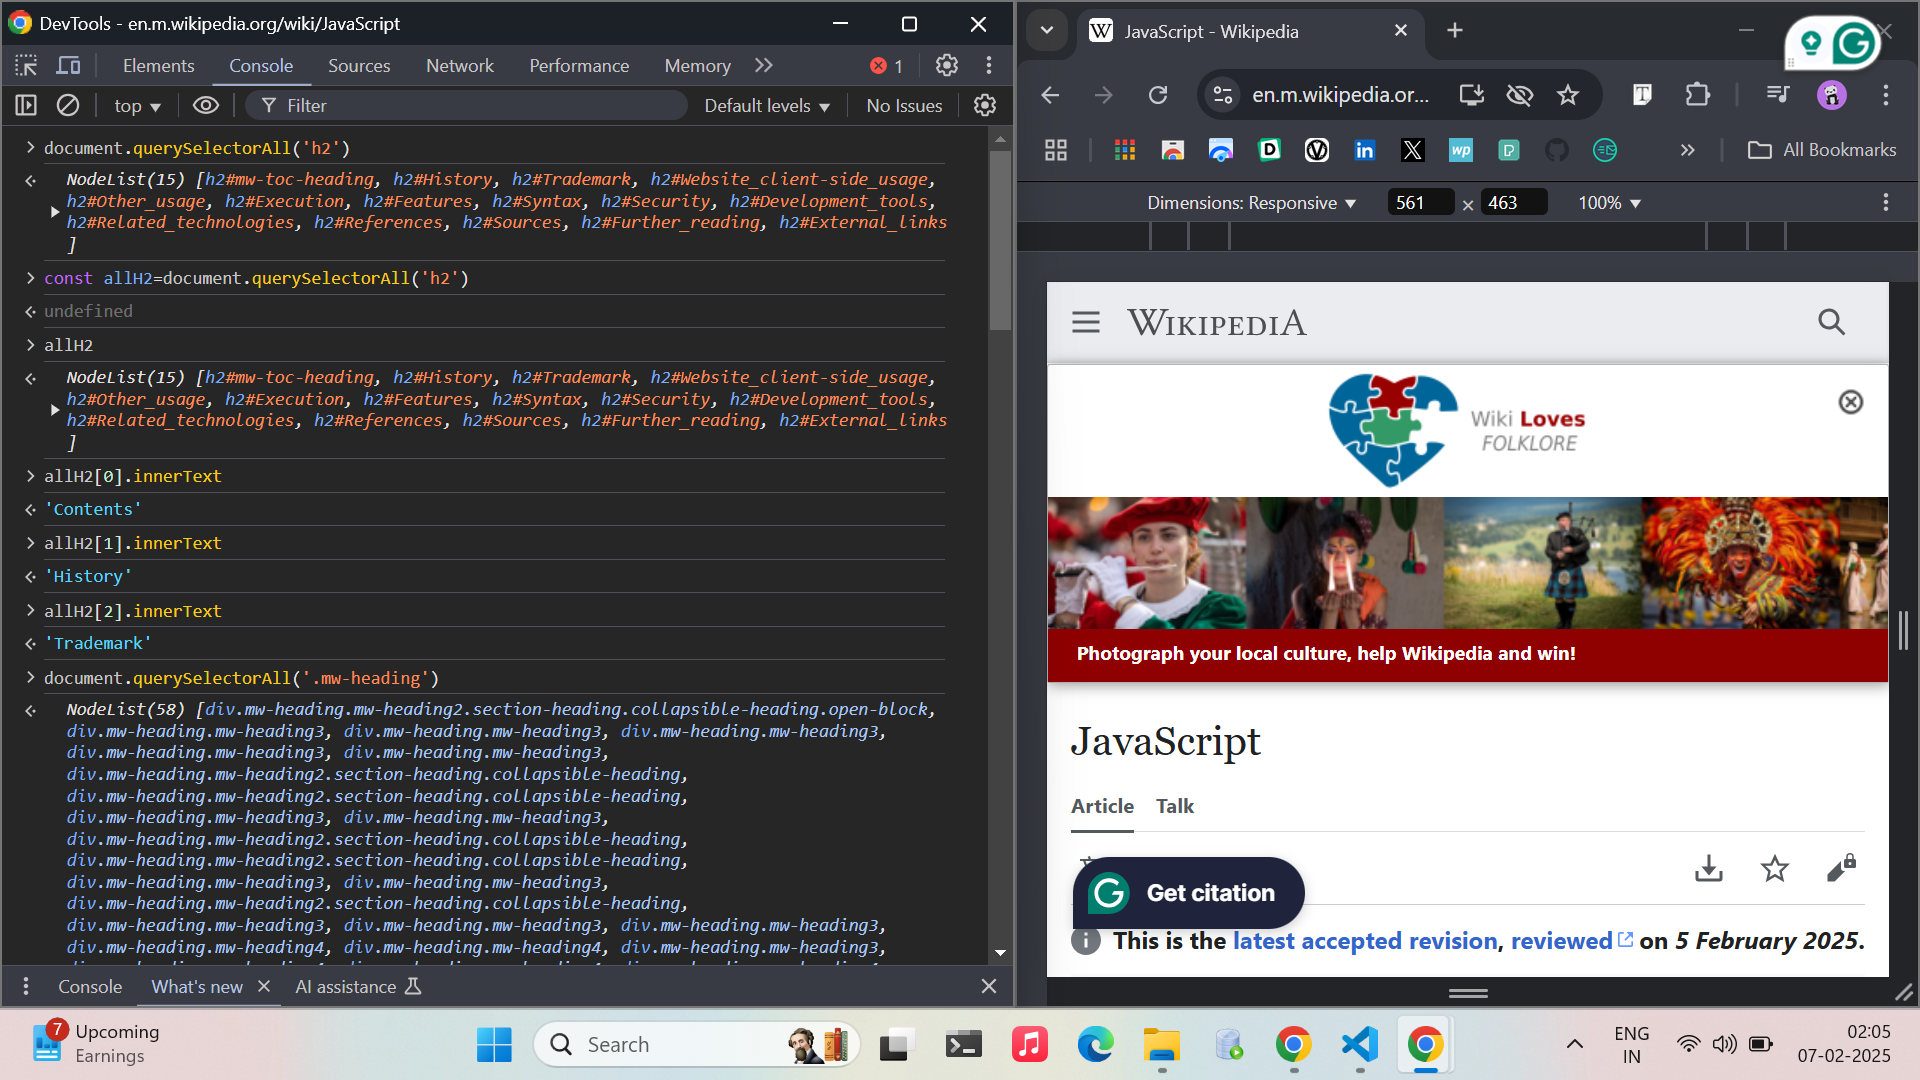 DevTools - en.m.wikipedia.org/wiki/JavaScript
Elements Console Sources Network Performance Memory 1
top Filter Default levels No Issues
document.querySelectorAll('h2')
NodeList(15) [h2#mw-toc-heading, h2#History, h2#Trademark, h2#Website_client-side_usage,
h2#Other_usage, h2#Execution, h2#Features, h2#Syntax, h2#Security, h2#Development_tools,
h2#Related_technologies, h2#References, h2#Sources, h2#Further_reading, h2#External_links
]
const allH2=document.querySelectorAll('h2')
undefined
allH2
NodeList(15) [h2#mw-toc-heading, h2#History, h2#Trademark, h2#Website_client-side_usage,
h2#Other_usage, h2#Execution, h2#Features, h2#Syntax, h2#Security, h2#Development_tools,
h2#Related_technologies, h2#References, h2#Sources, h2#Further_reading, h2#External_links
]
allH2[0].innerText
'Contents'
allH2[1].innerText
'History'
allH2[2].innerText
'Trademark'
document.querySelectorAll('.mw-heading')
NodeList(58) [div.mw-heading.mw-heading2.section-heading.collapsible-heading.open-block,
div.mw-heading.mw-heading3, div.mw-heading.mw-heading3, div.mw-heading.mw-heading3,
div.mw-heading.mw-heading3, div.mw-heading.mw-heading3,
div.mw-heading.mw-heading2.section-heading.collapsible-heading,
div.mw-heading.mw-heading2.section-heading.collapsible-heading,
div.mw-heading.mw-heading3, div.mw-heading.mw-heading3,
div.mw-heading.mw-heading2.section-heading.collapsible-heading,
div.mw-heading.mw-heading2.section-heading.collapsible-heading,
div.mw-heading.mw-heading3, div.mw-heading.mw-heading3,
div.mw-heading.mw-heading2.section-heading.collapsible-heading,
div.mw-heading.mw-heading3, div.mw-heading.mw-heading3, div.mw-heading.mw-heading3,
div.mw-heading.mw-heading4, div.mw-heading.mw-heading4, div.mw-heading.mw-heading3,
Console What's new AI assistance
W JavaScript - Wikipedia
en.m.wikipedia.or...
D in X wp
All Bookmarks
Dimensions: Responsive 561 × 463 100%
WIKIPEDIA
Wiki Loves
FOLKLORE
Photograph your local culture, help Wikipedia and win!
JavaScript
Article Talk
Get citation
This is the latest accepted revision, reviewed on 5 February 2025.
7 Upcoming
Earnings
Search
ENG
IN
02:05
07-02-2025